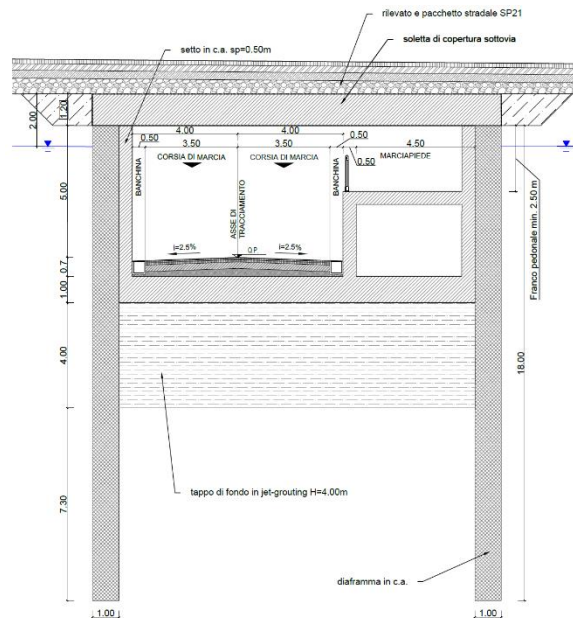 rilevato e pacchetto stradale SP21
setto in c.a. sp=0.50m
soletta di copertura sottovia
2.00
1.20
4.00
4.00
0.50
0.50
3.50
3.50
0.50
4.50
CORSIA DI MARCIA
CORSIA DI MARCIA
MARCIAPIEDE
BANCHINA
ASSE DI
TRACCIAMENTO
BANCHINA
5.00
Franco pedonale min. 2.50 m
i=2.5%
Q.P.
i=2.5%
0.7
1.00
4.00
18.00
7.30
tappo di fondo in jet-grouting H=4.00m
diaframma in c.a.
1.00
1.00